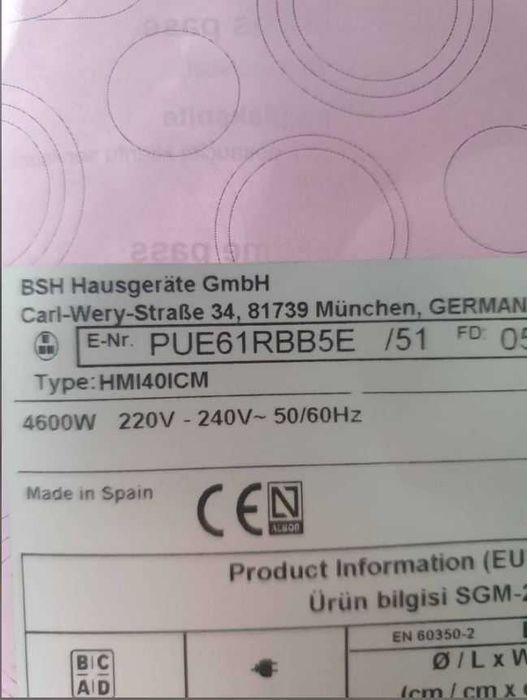 BSH Hausgeräte GmbH
Carl-Wery-Straße 34, 81739 München, GERMAN
E-Nr. PUE61RBB5E /51 FD: 05
Type: HMI40ICM
4600W 220V - 240V~ 50/60Hz
Made in Spain
CE N
Product Information (EU
Ürün bilgisi SGM-2
EN 60350-2
B C
A D
Ø / L x W
(cm / cm x